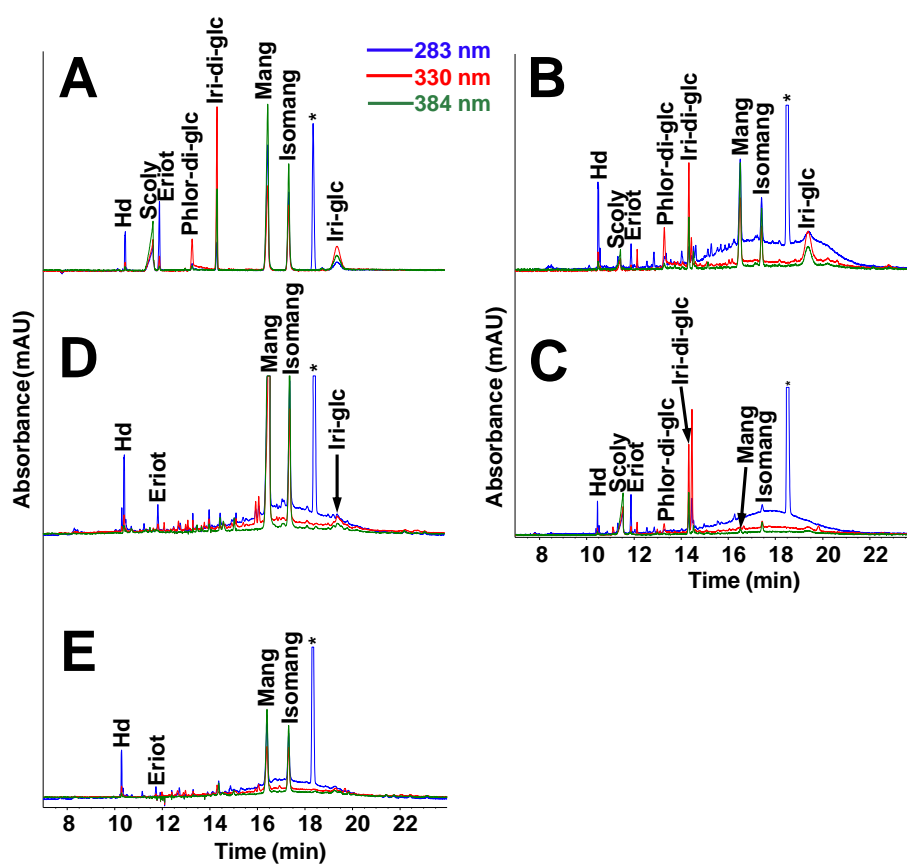 A
283 nm
330 nm
384 nm
Hd
Scoly
Eriot
Phlor-di-glc
Iri-di-glc
Mang
Isomang
*
Iri-glc
B
Hd
Scoly
Eriot
Phlor-di-glc
Iri-di-glc
Mang
Isomang
*
Iri-glc
D
Hd
Eriot
Mang
Isomang
*
Iri-glc
C
Hd
Scoly
Eriot
Phlor-di-glc
Iri-di-glc
Mang
Isomang
*
8 10 12 14 16 18 20 22
Time (min)
E
Hd
Eriot
Mang
Isomang
*
8 10 12 14 16 18 20 22
Time (min)
Absorbance (mAU)
Absorbance (mAU)